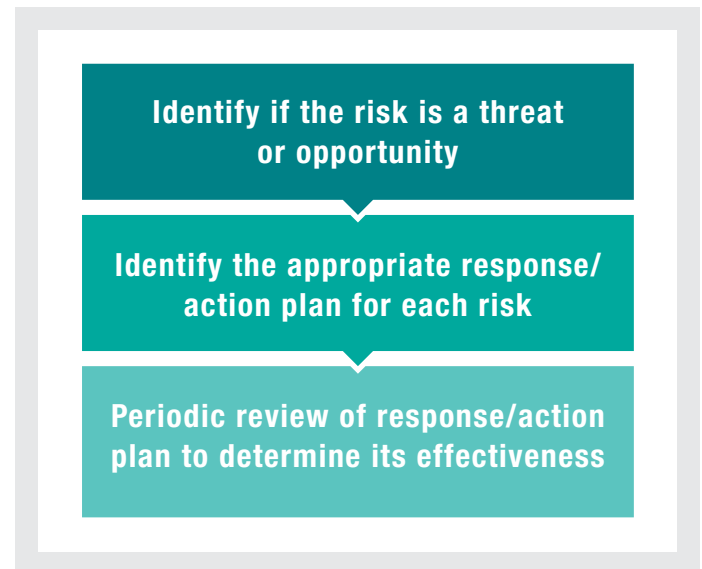 Identify if the risk is a threat
or opportunity
Identify the appropriate response/
action plan for each risk
Periodic review of response/action
plan to determine its effectiveness